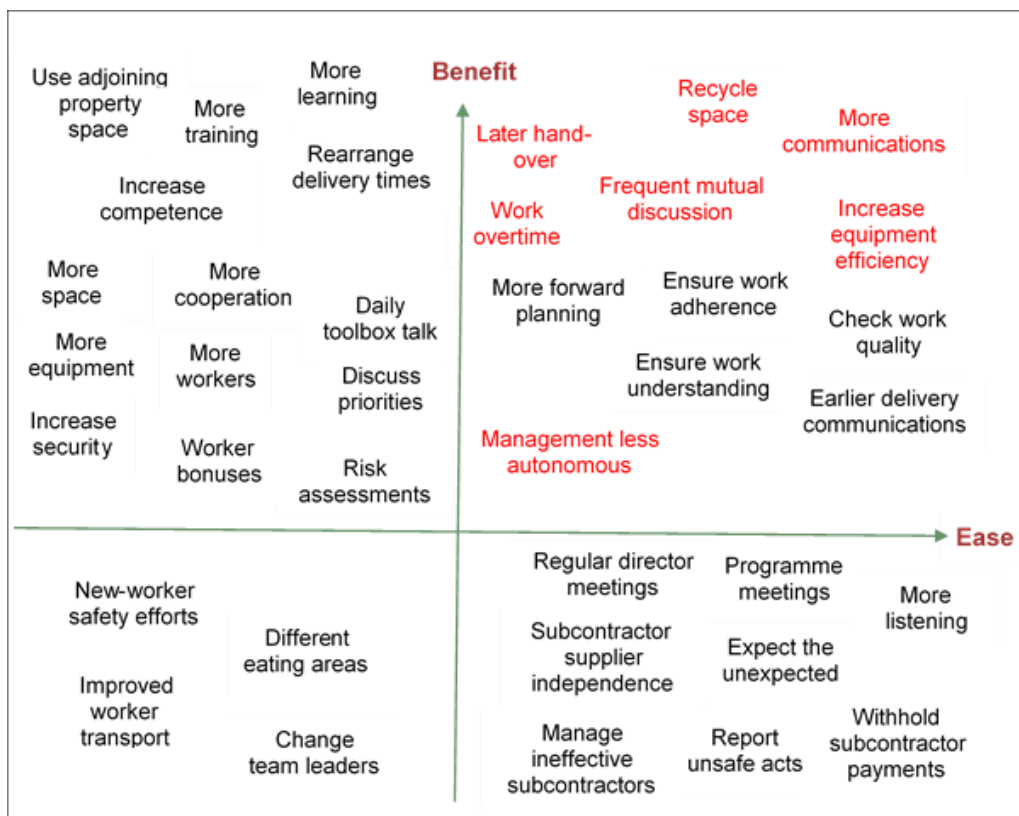 Benefit
Use adjoining
property
space
More
training
More
learning
Rearrange
delivery times
Increase
competence
More
space
More
cooperation
Daily
toolbox talk
More
equipment
More
workers
Discuss
priorities
Increase
security
Worker
bonuses
Risk
assessments
Recycle
space
Later hand-
over
More
communications
Frequent mutual
discussion
Work
overtime
Increase
equipment
efficiency
More forward
planning
Ensure work
adherence
Check work
quality
Ensure work
understanding
Earlier delivery
communications
Management less
autonomous
Ease
New-worker
safety efforts
Different
eating areas
Improved
worker
transport
Change
team leaders
Regular director
meetings
Programme
meetings
More
listening
Subcontractor
supplier
independence
Expect the
unexpected
Manage
ineffective
subcontractors
Report
unsafe acts
Withhold
subcontractor
payments